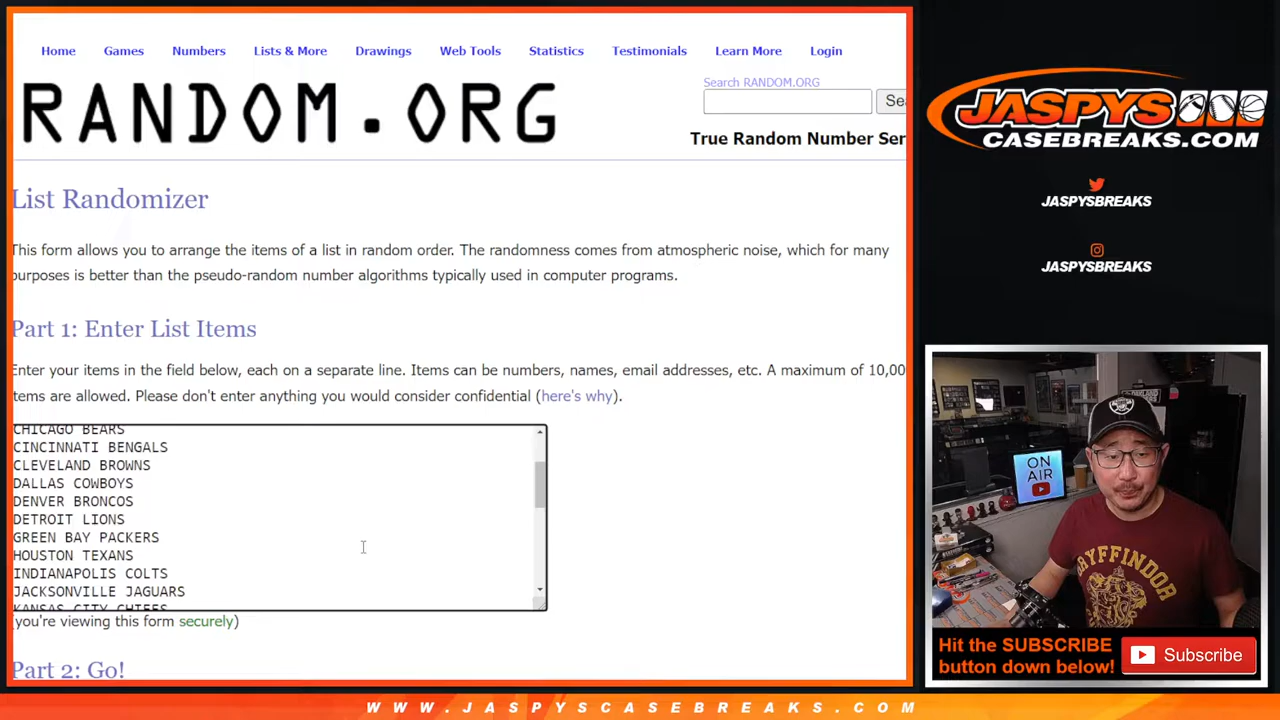 Home Games Numbers Lists & More Drawings Web Tools Statistics Testimonials Learn More Login
RANDOM.ORG
Search RANDOM.ORG
Sea
True Random Number Ser
List Randomizer
This form allows you to arrange the items of a list in random order. The randomness comes from atmospheric noise, which for many
purposes is better than the pseudo-random number algorithms typically used in computer programs.
Part 1: Enter List Items
Enter your items in the field below, each on a separate line. Items can be numbers, names, email addresses, etc. A maximum of 10,00
items are allowed. Please don't enter anything you would consider confidential (here's why).
CHICAGO BEARS
CINCINNATI BENGALS
CLEVELAND BROWNS
DALLAS COWBOYS
DENVER BRONCOS
DETROIT LIONS
GREEN BAY PACKERS
HOUSTON TEXANS
INDIANAPOLIS COLTS
JACKSONVILLE JAGUARS
KANSAS CITY CHIEFS
(you're viewing this form securely)
Part 2: Go!
JASPYS
CASEBREAKS.COM
JASPYSBREAKS
JASPYSBREAKS
ON
AIR
GRYFFINDOR
Hit the SUBSCRIBE
button down below!
Subscribe
WWW.JASPYSCASEBREAKS.COM